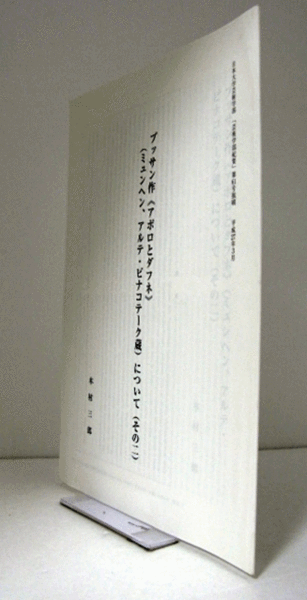 日本大学芸術学部 「芸術学部紀要」第61号抜刷 平成27年3月
プッサン作《アポロとダフネ》
（ミュンヘン、アルテ・ピナコテーク蔵）について（その二）
木村三郎